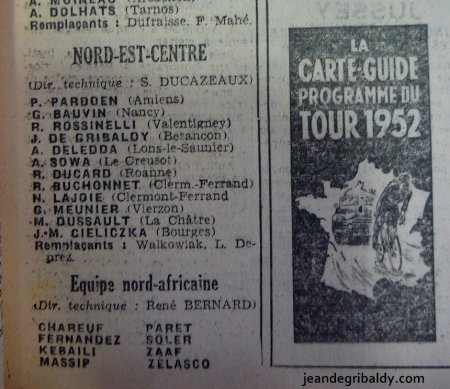 A. MOINEAU
A. DOLHATS (Tarnos)
Remplaçants : Dufraisse, F. Mahé.
NORD-EST-CENTRE
(Dir. technique : S. DUCAZEAUX)
P. PARDOEN (Amiens)
G. BAUVIN (Nancy)
R. ROSSINELLI (Valentigney)
J. DE GRIBALDY (Besançon)
A. DELEDDA (Lons-le-Saunier)
A. SOWA (Le Creusot)
R. DUCARD (Roanne)
R. BUCHONNET (Clerm.-Ferrand
N. LAJOIE (Clermont-Ferrand
G. MEUNIER (Vierzon)
M. DUSSAULT (La Châtre)
J.-M. CIELICZKA (Bourges)
Remplaçants : Walkowiak, L. De-
prez.
Equipe nord-africaine
(Dir. technique : René BERNARD)
CHAREUF PARET
FERNANDEZ SOLER
KEBAILI ZAAF
MASSIP ZELASCO
LA
CARTE-GUIDE
PROGRAMME DU
TOUR 1952
jeandegribaldy.com